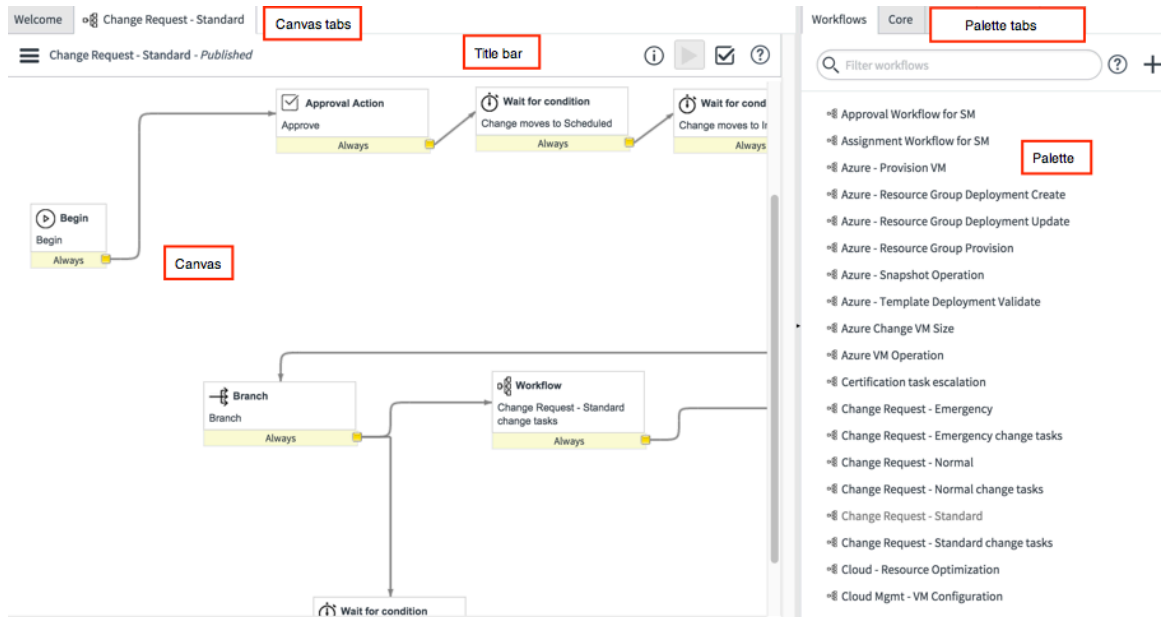 Welcome
Change Request - Standard
Canvas tabs
Workflows
Core
Palette tabs
Change Request - Standard - Published
Title bar
Filter workflows
Approval Action
Approve
Always
Wait for condition
Change moves to Scheduled
Always
Wait for cond
Change moves to
Always
Begin
Begin
Always
Canvas
Branch
Branch
Always
Workflow
Change Request - Standard
change tasks
Always
Wait for condition
Approval Workflow for SM
Assignment Workflow for SM
Palette
Azure - Provision VM
Azure - Resource Group Deployment Create
Azure - Resource Group Deployment Update
Azure - Resource Group Provision
Azure - Snapshot Operation
Azure - Template Deployment Validate
Azure Change VM Size
Azure VM Operation
Certification task escalation
Change Request - Emergency
Change Request - Emergency change tasks
Change Request - Normal
Change Request - Normal change tasks
Change Request - Standard
Change Request - Standard change tasks
Cloud - Resource Optimization
Cloud Mgmt - VM Configuration